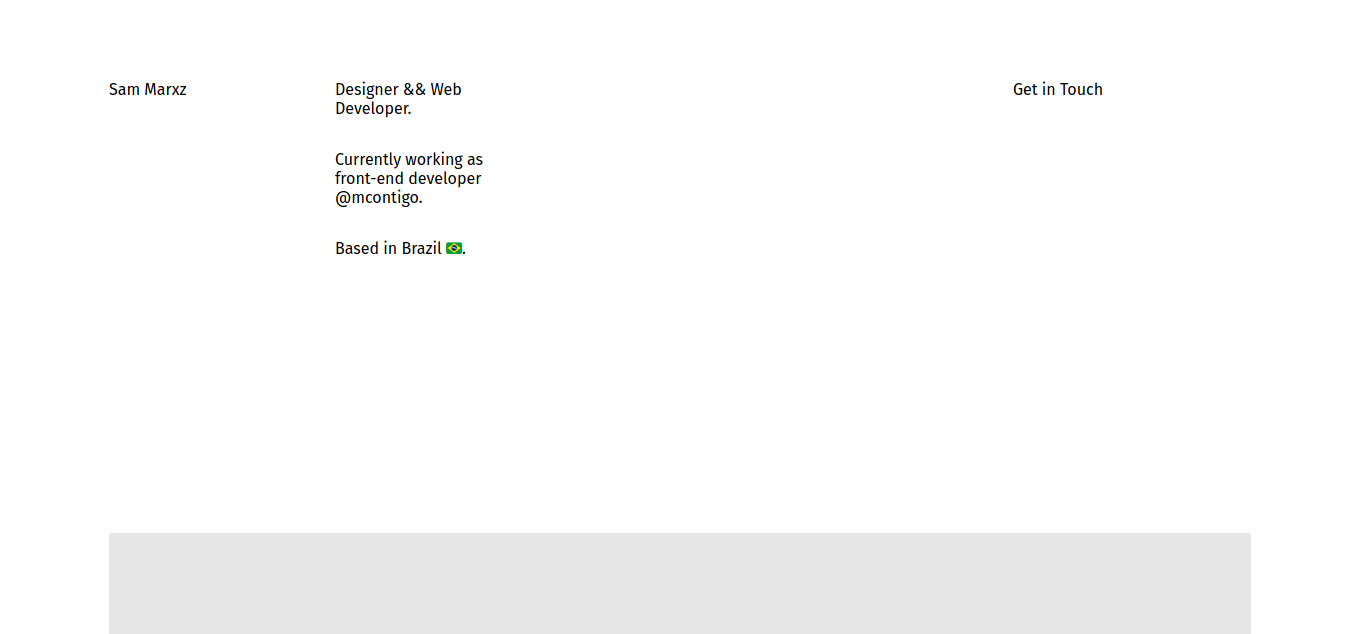 Sam Marxz
Designer && Web
Developer.
Currently working as
front-end developer
@mcontigo.
Based in Brazil 🇧🇷.
Get in Touch